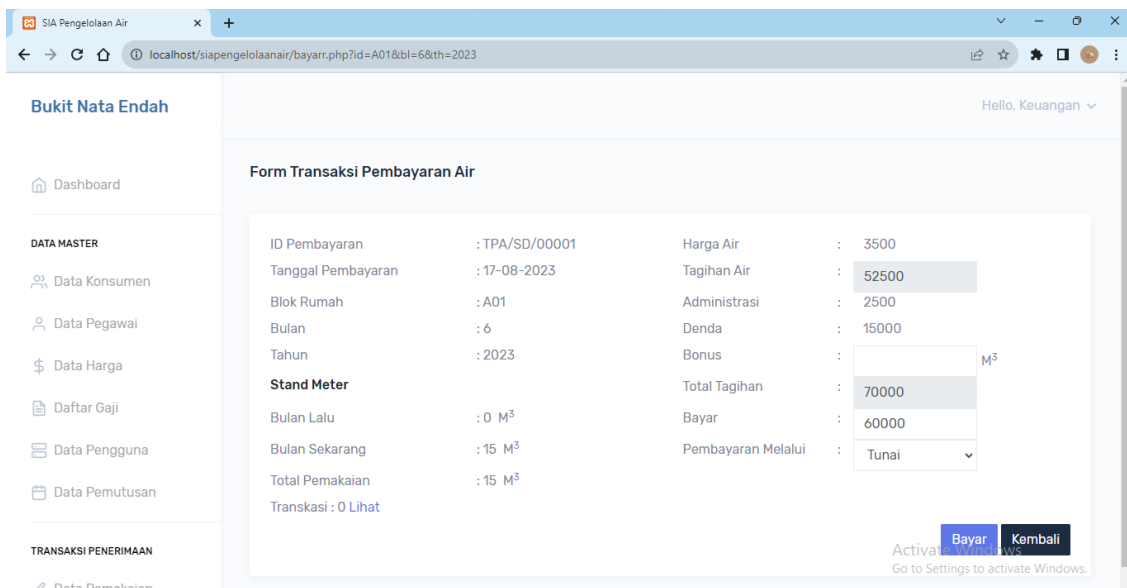 SIA Pengelolaan Air
localhost/siapengelolaanair/bayarr.php?id=A01&bl=6&th=2023
Bukit Nata Endah
Hello, Keuangan
Dashboard
DATA MASTER
Data Konsumen
Data Pegawai
Data Harga
Daftar Gaji
Data Pengguna
Data Pemutusan
TRANSAKSI PENERIMAAN
Data Pemakaian
Form Transaksi Pembayaran Air
ID Pembayaran : TPA/SD/00001
Tanggal Pembayaran : 17-08-2023
Blok Rumah : A01
Bulan : 6
Tahun : 2023
Stand Meter
Bulan Lalu : 0 M³
Bulan Sekarang : 15 M³
Total Pemakaian : 15 M³
Transkasi : 0 Lihat
Harga Air : 3500
Tagihan Air : 52500
Administrasi : 2500
Denda : 15000
Bonus : M³
Total Tagihan : 70000
Bayar : 60000
Pembayaran Melalui : Tunai
Bayar Kembali
Activate Windows
Go to Settings to activate Windows.